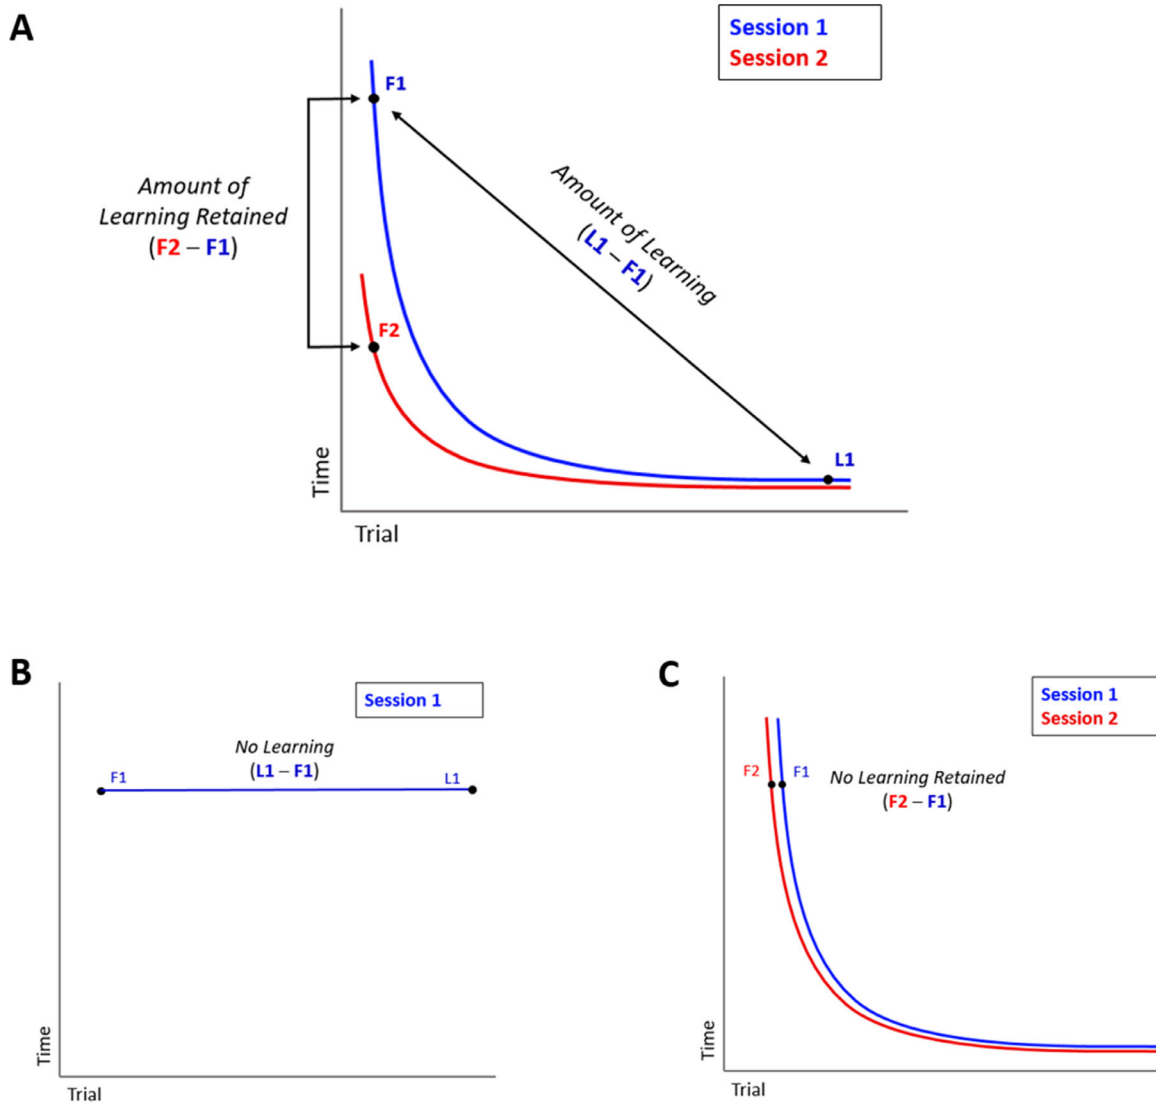 A
Session 1
Session 2
F1
Amount of
Learning Retained
(F2 – F1)
Amount of Learning
(L1 – F1)
F2
L1
Time
Trial
B
Session 1
No Learning
(L1 – F1)
F1
L1
Time
Trial
C
Session 1
Session 2
F2
F1
No Learning Retained
(F2 – F1)
Time
Trial